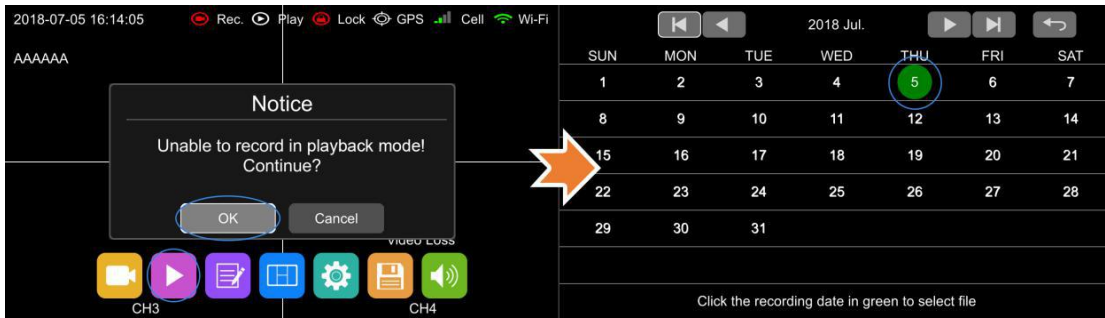 2018-07-05 16:14:05 Rec. Play Lock GPS Cell Wi-Fi
AAAAAA
Notice
Unable to record in playback mode!
Continue?
OK Cancel
Video Loss
CH3 CH4
2018 Jul.
SUN MON TUE WED THU FRI SAT
1 2 3 4 5 6 7
8 9 10 11 12 13 14
15 16 17 18 19 20 21
22 23 24 25 26 27 28
29 30 31
Click the recording date in green to select file